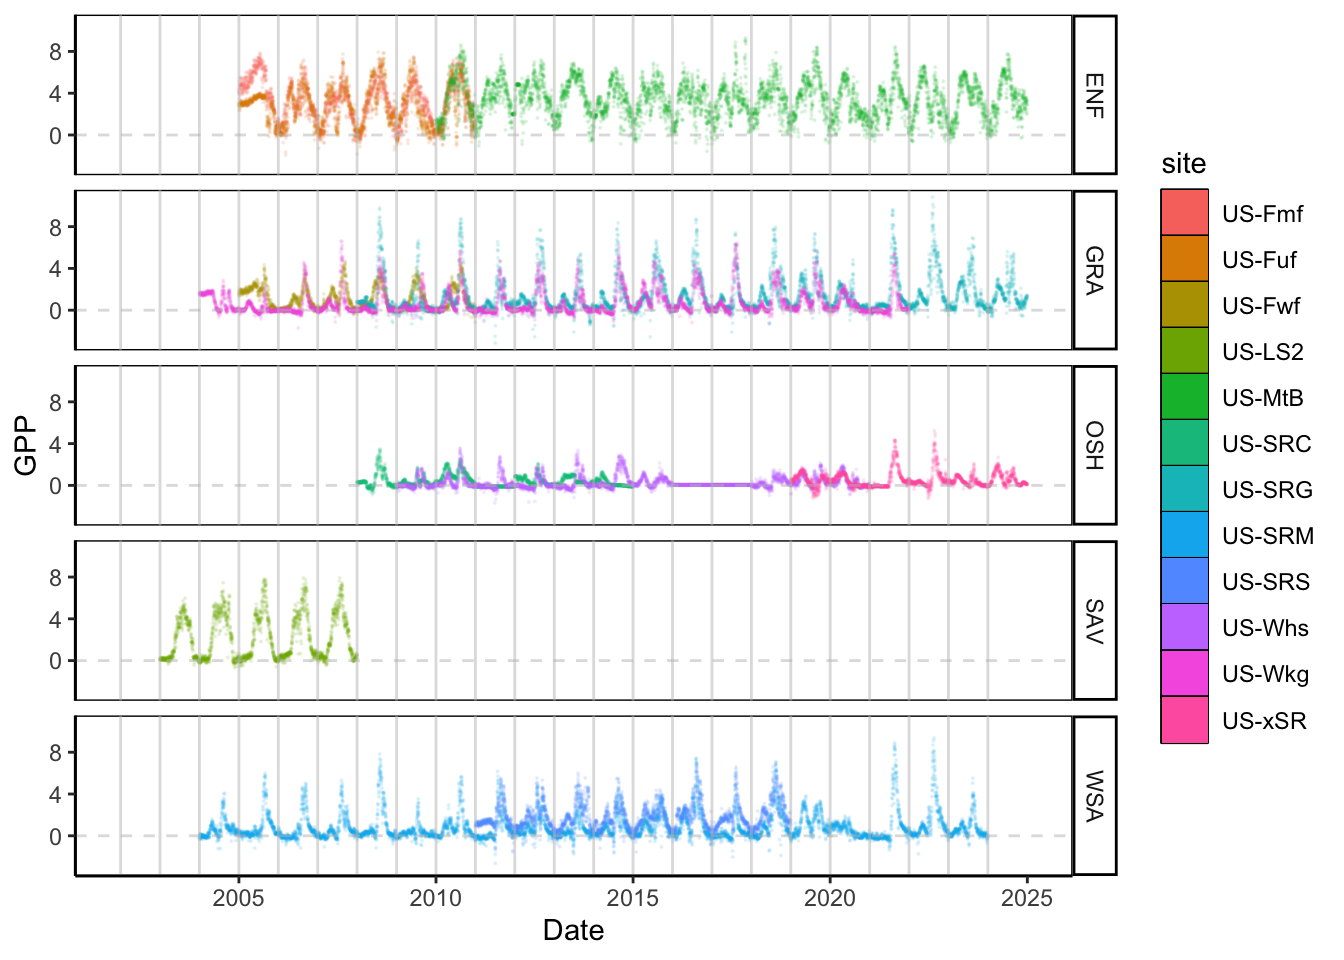 GPP
8
4
0
ENF
8
4
0
GRA
8
4
0
OSH
8
4
0
SAV
8
4
0
WSA
2005 2010 2015 2020 2025
Date
site
US-Fmf
US-Fuf
US-Fwf
US-LS2
US-MtB
US-SRC
US-SRG
US-SRM
US-SRS
US-Whs
US-Wkg
US-xSR